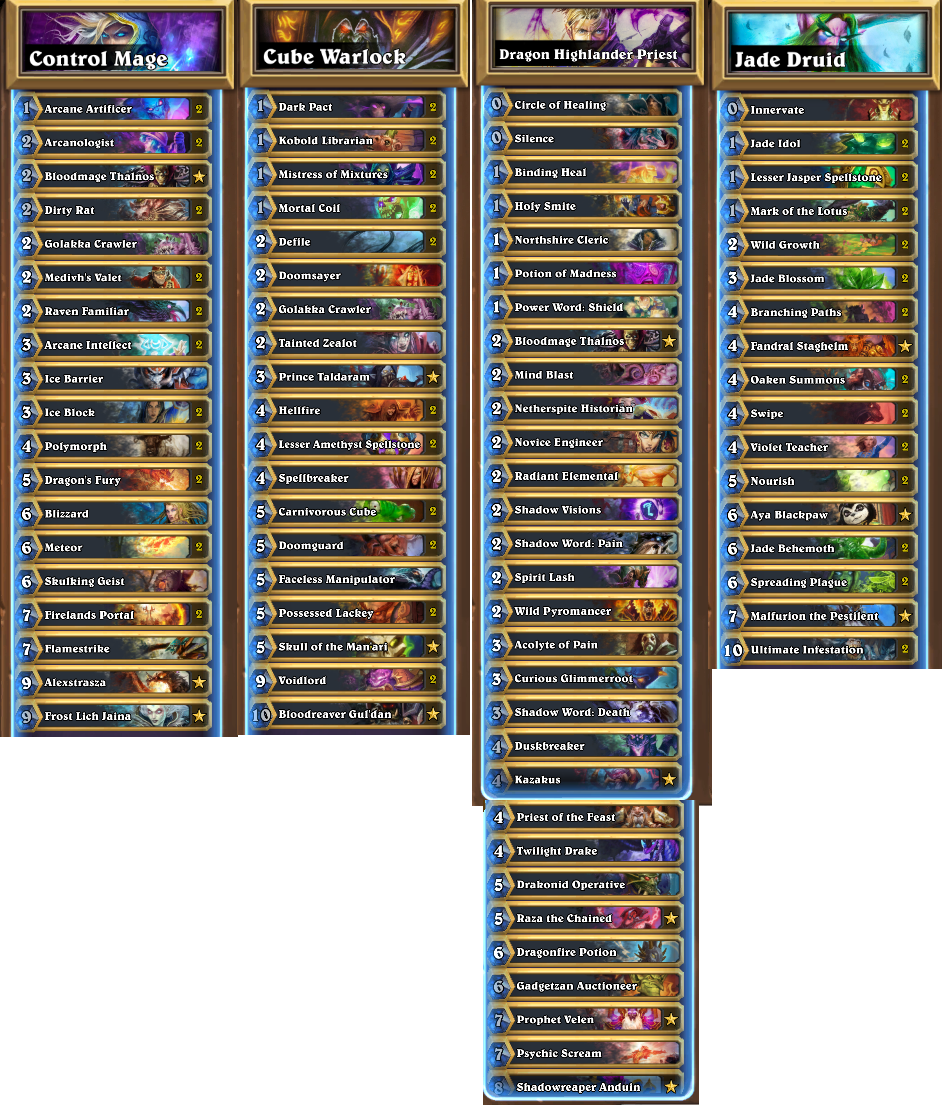 Control Mage
1 Arcane Artificer 2
2 Arcanologist 2
2 Bloodmage Thalnos
2 Dirty Rat 2
2 Golakka Crawler
2 Medivh's Valet 2
2 Raven Familiar 2
3 Arcane Intellect 2
3 Ice Barrier
3 Ice Block 2
4 Polymorph 2
5 Dragon's Fury 2
6 Blizzard
6 Meteor 2
6 Skulking Geist
7 Firelands Portal 2
7 Flamestrike
9 Alexstrasza
9 Frost Lich Jaina
Cube Warlock
1 Dark Pact 2
1 Kobold Librarian 2
1 Mistress of Mixtures 2
1 Mortal Coil 2
2 Defile 2
2 Doomsayer
2 Golakka Crawler
2 Tainted Zealot
3 Prince Taldaram
4 Hellfire 2
4 Lesser Amethyst Spellstone 2
4 Spellbreaker
5 Carnivorous Cube 2
5 Doomguard 2
5 Faceless Manipulator
5 Possessed Lackey 2
5 Skull of the Man'ari
9 Voidlord 2
10 Bloodreaver Gul'dan
Dragon Highlander Priest
0 Circle of Healing
0 Silence
1 Binding Heal
1 Holy Smite
1 Northshire Cleric
1 Potion of Madness
1 Power Word: Shield
2 Bloodmage Thalnos
2 Mind Blast
2 Netherspite Historian
2 Novice Engineer
2 Radiant Elemental
2 Shadow Visions
2 Shadow Word: Pain
2 Spirit Lash
2 Wild Pyromancer
3 Acolyte of Pain
3 Curious Glimmerroot
3 Shadow Word: Death
4 Duskbreaker
4 Kazakus
4 Priest of the Feast
4 Twilight Drake
5 Drakonid Operative
5 Raza the Chained
6 Dragonfire Potion
6 Gadgetzan Auctioneer
7 Prophet Velen
7 Psychic Scream
8 Shadowreaper Anduin
Jade Druid
0 Innervate
1 Jade Idol 2
1 Lesser Jasper Spellstone 2
1 Mark of the Lotus 2
2 Wild Growth 2
3 Jade Blossom 2
4 Branching Paths 2
4 Fandral Staghelm
4 Oaken Summons 2
4 Swipe 2
4 Violet Teacher 2
5 Nourish 2
6 Aya Blackpaw
6 Jade Behemoth 2
6 Spreading Plague 2
7 Malfurion the Pestilent
10 Ultimate Infestation 2